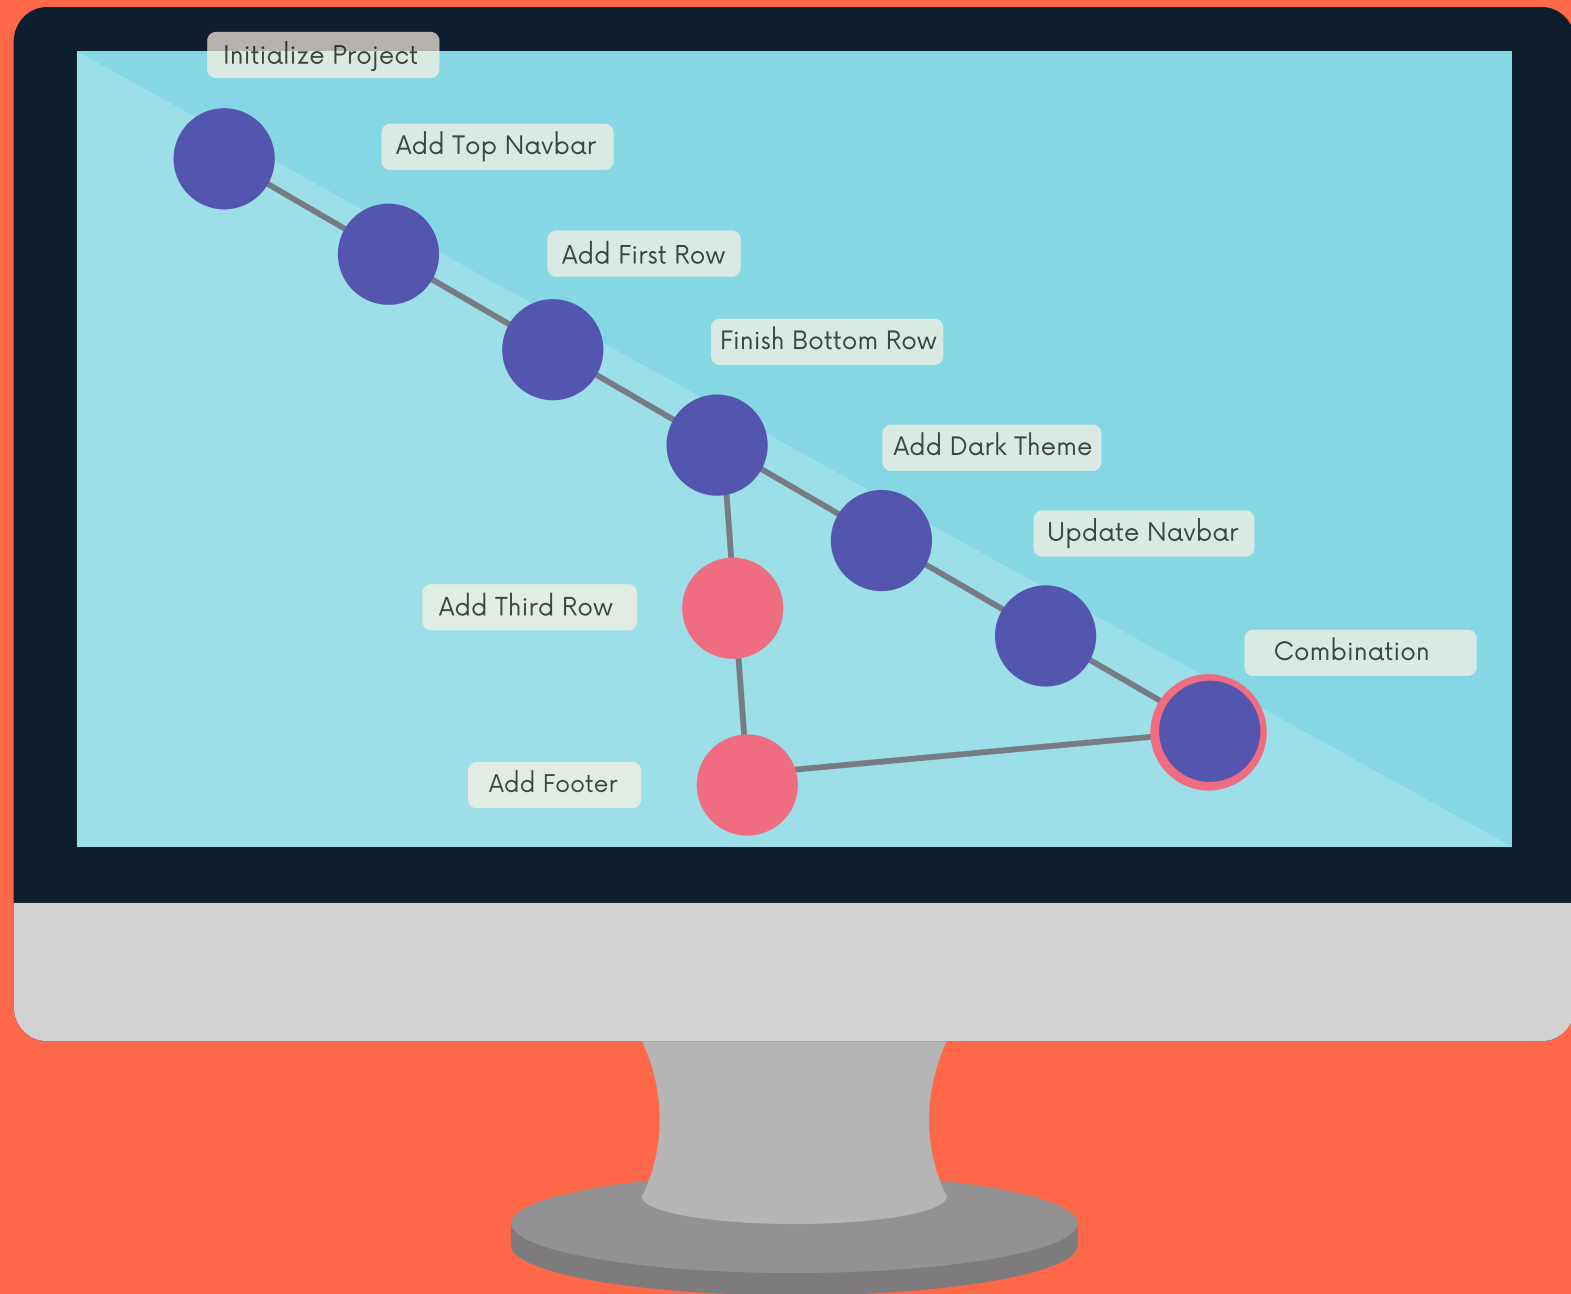 Initialize Project
Add Top Navbar
Add First Row
Finish Bottom Row
Add Dark Theme
Update Navbar
Add Third Row
Combination
Add Footer